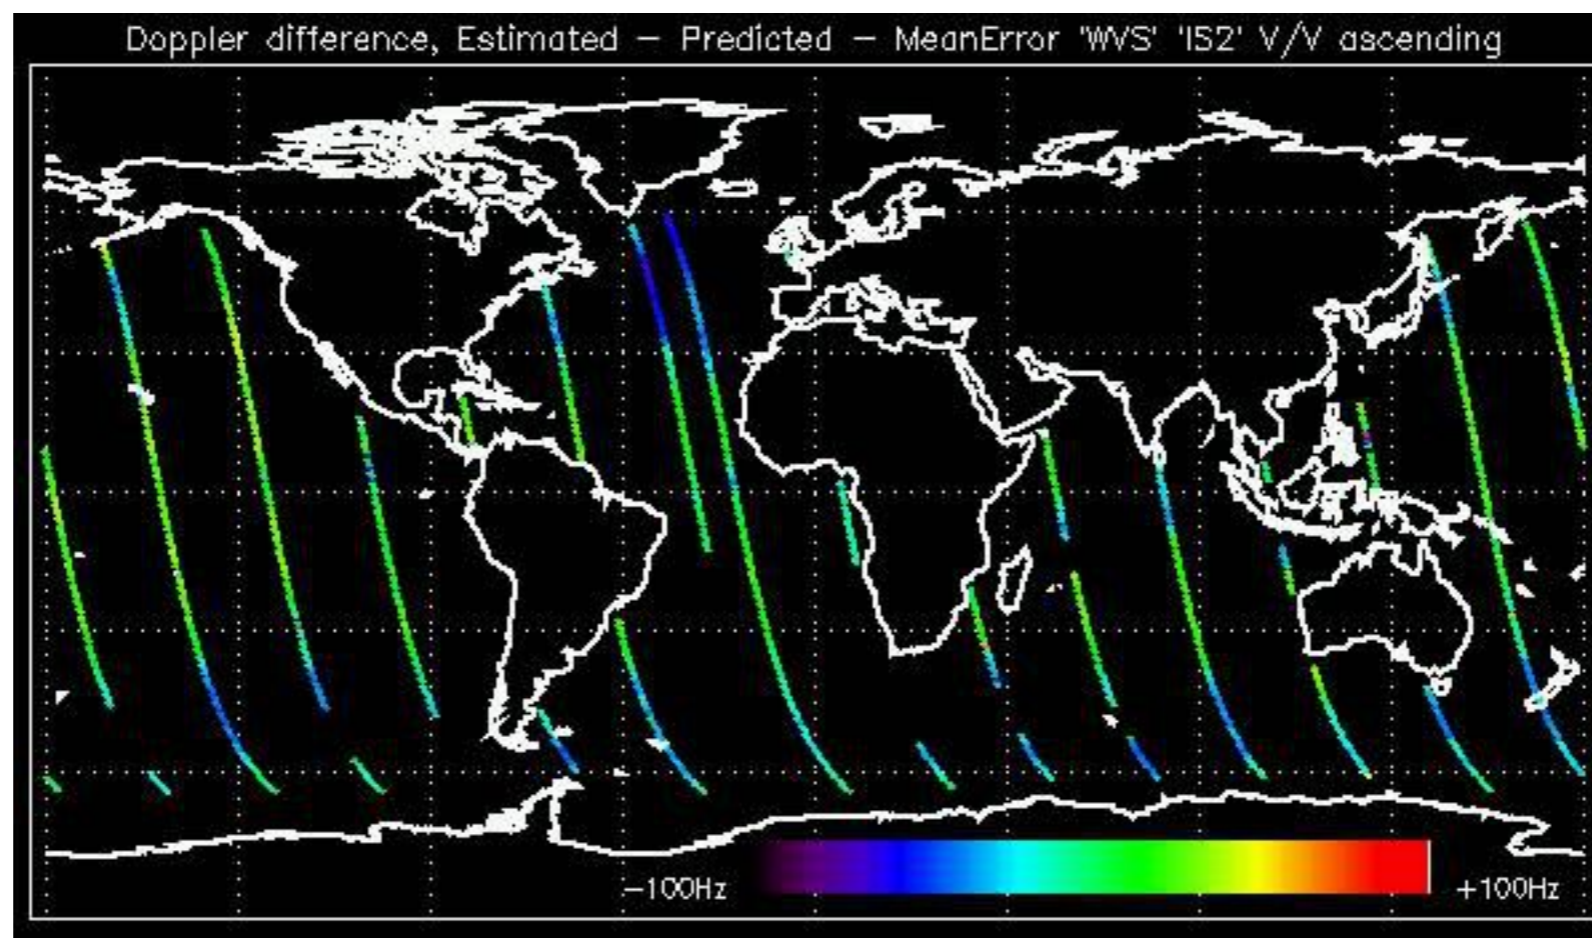 Doppler difference, Estimated – Predicted – MeanError 'WVS' 'IS2' V/V ascending
–100Hz +100Hz